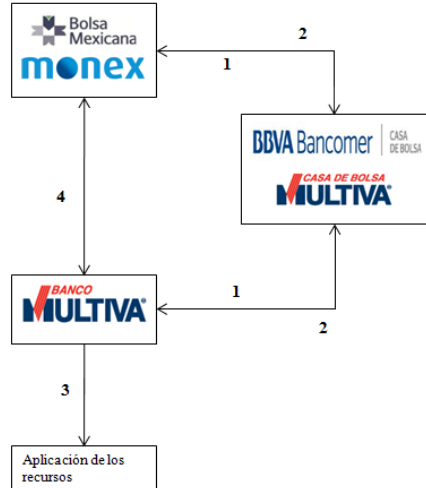 Bolsa
Mexicana
monex
2
1
BBVA Bancomer
CASA
DE BOLSA
CASA DE BOLSA
MULTIVA®
4
BANCO
MULTIVA®
1
2
3
Aplicación de los
recursos